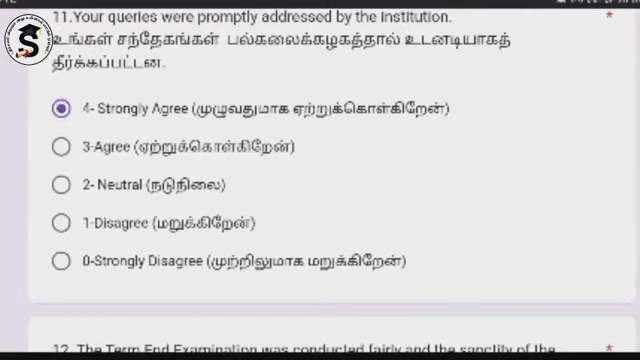 11.Your queries were promptly addressed by the Institution. *
உங்கள் சந்தேகங்கள் பல்கலைக்கழகத்தால் உடனடியாகத்
தீர்க்கப்பட்டன.
4- Strongly Agree (முழுவதுமாக ஏற்றுக்கொள்கிறேன்)
3-Agree (ஏற்றுக்கொள்கிறேன்)
2- Neutral (நடுநிலை)
1-Disagree (மறுக்கிறேன்)
0-Strongly Disagree (முற்றிலுமாக மறுக்கிறேன்)
12. The Term End Examination was conducted fairly and the sanctity of the *